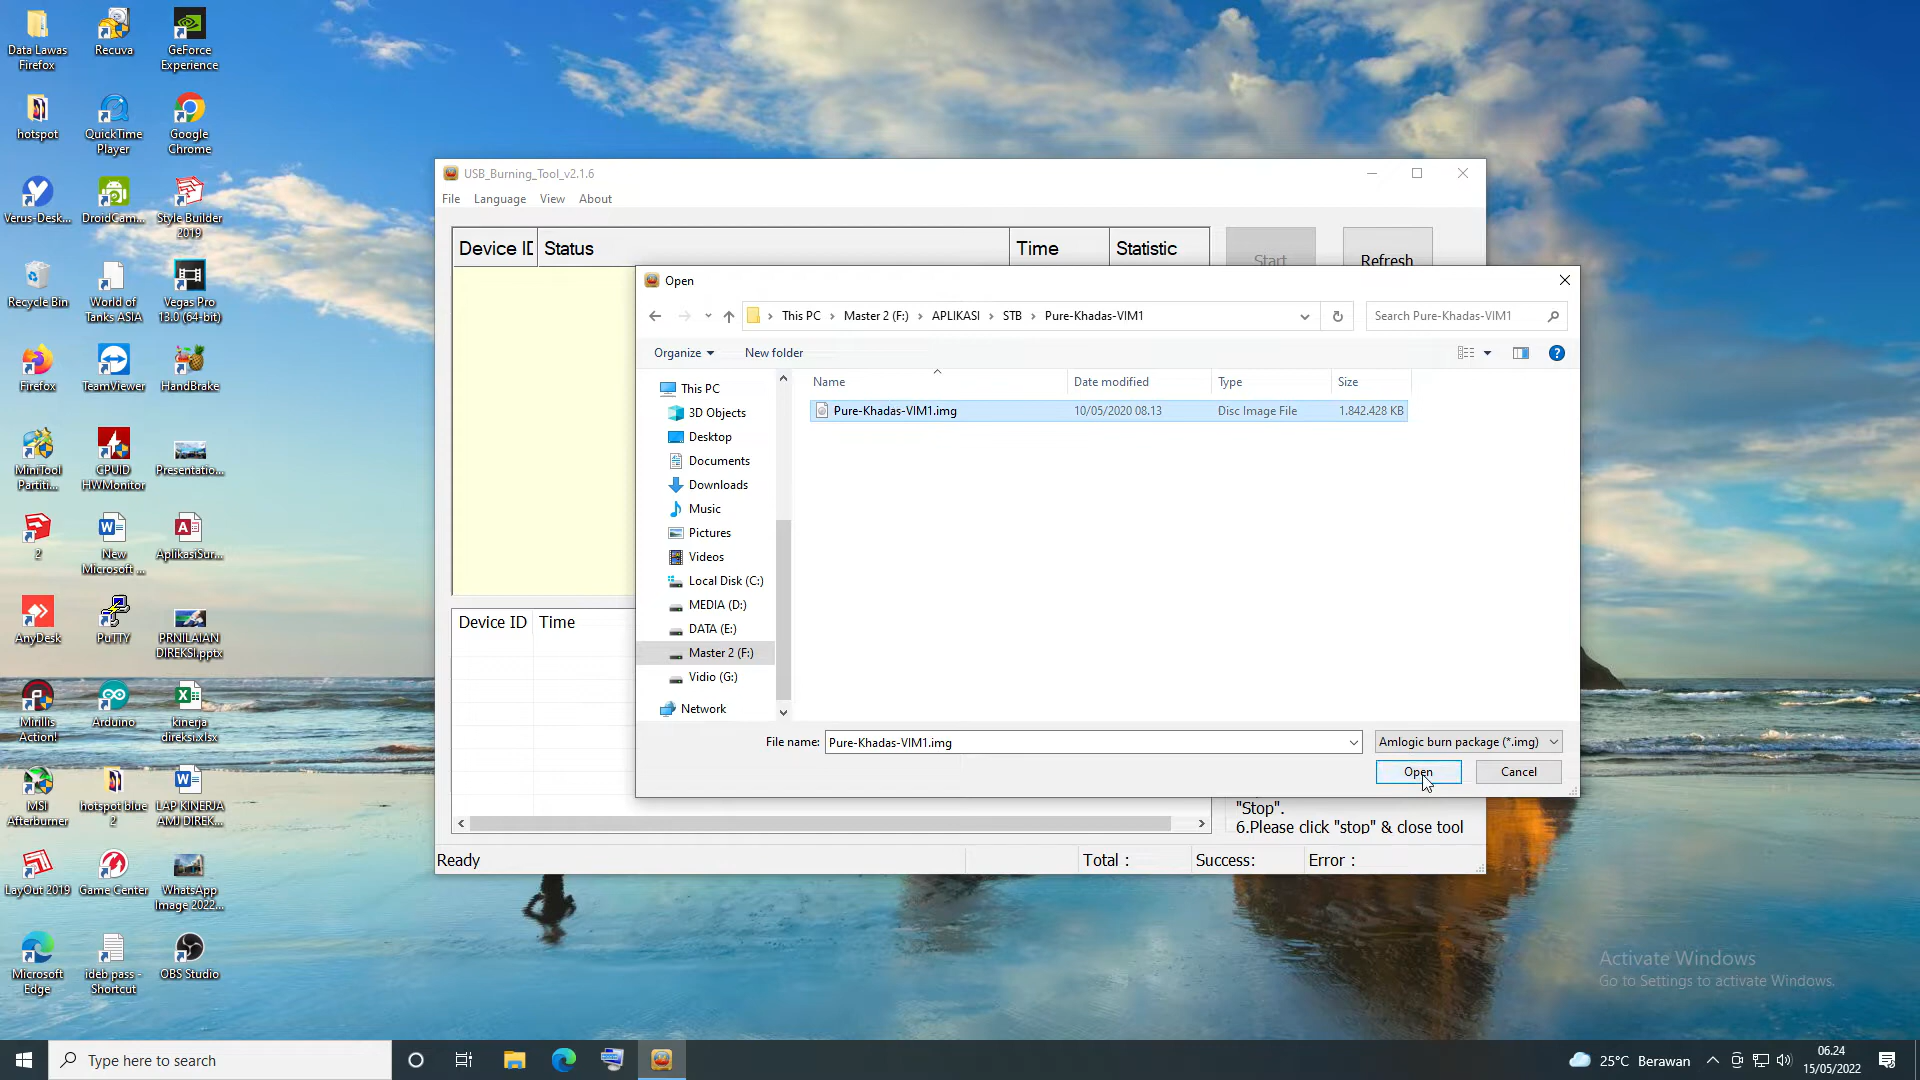 Data Lawas
Firefox
Recuva
GeForce
Experience
hotspot
QuickTime
Player
Google
Chrome
Verus-Desk...
DroidCam...
Style Builder
2019
Recycle Bin
World of
Tanks ASIA
Vegas Pro
13.0 (64-bit)
Firefox
TeamViewer
HandBrake
MiniTool
Partiti...
CPUID
HWMonitor
Presentatio...
2
New
Microsoft ...
AplikasiSur...
AnyDesk
PuTTY
PRNILAIAN
DIREKSI.pptx
Mirillis
Action!
Arduino
kinerja
direksi.xlsx
MSI
Afterburner
hotspot blue
2
LAP KINERJA
AMJ DIREK...
LayOut 2019
Game Center
WhatsApp
Image 2022...
Microsoft
Edge
ideb pass -
Shortcut
OBS Studio
USB_Burning_Tool_v2.1.6
File Language View About
Device ID Status Time Statistic
Start
Refresh
Open
This PC Master 2 (F:) APLIKASI STB Pure-Khadas-VIM1
Search Pure-Khadas-VIM1
Organize New folder
Name Date modified Type Size
Pure-Khadas-VIM1.img 10/05/2020 08.13 Disc Image File 1.842.428 KB
This PC
3D Objects
Desktop
Documents
Downloads
Music
Pictures
Videos
Local Disk (C:)
MEDIA (D:)
DATA (E:)
Master 2 (F:)
Vidio (G:)
Network
File name: Pure-Khadas-VIM1.img Amlogic burn package (*.img)
Open Cancel
Device ID Time
"Stop".
6.Please click "stop" & close tool
Ready Total : Success: Error :
Activate Windows
Go to Settings to activate Windows.
Type here to search
25°C Berawan
06.24
15/05/2022